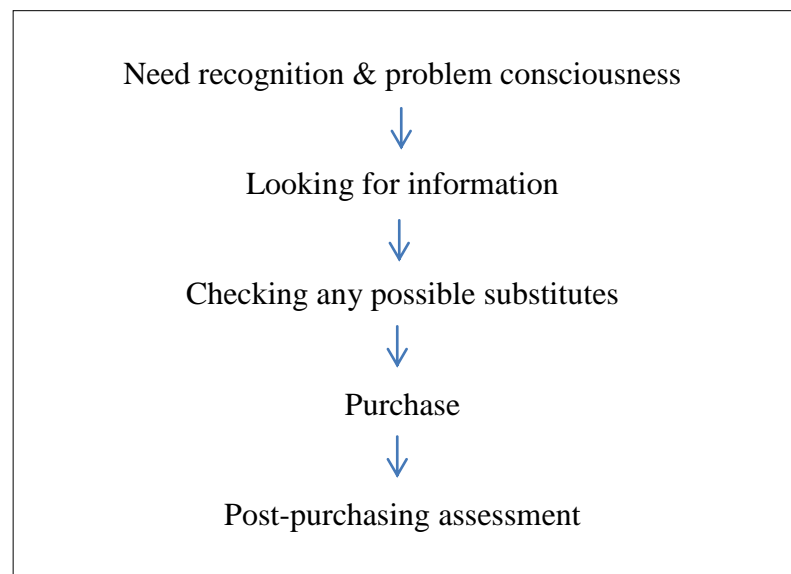 Need recognition & problem consciousness
Looking for information
Checking any possible substitutes
Purchase
Post-purchasing assessment